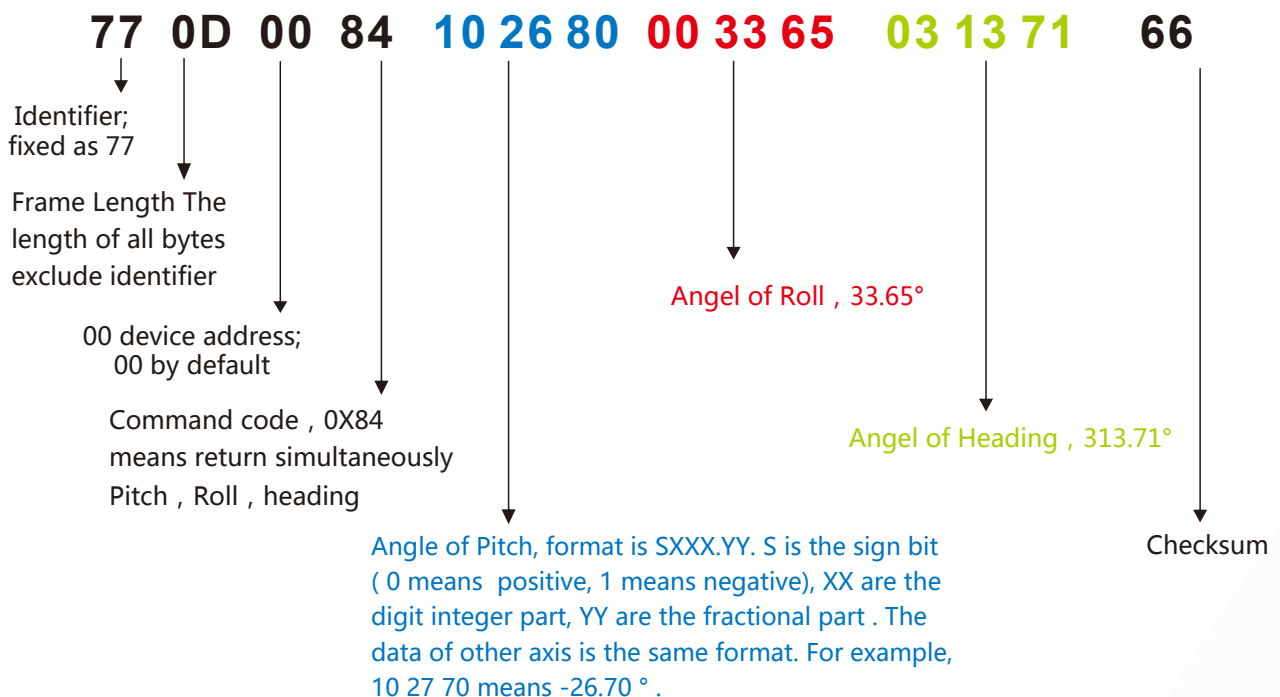 77 0D 00 84 10 26 80 00 33 65 03 13 71 66
Identifier;
fixed as 77
Frame Length The
length of all bytes
exclude identifier
00 device address;
00 by default
Command code , 0X84
means return simultaneously
Pitch , Roll , heading
Angle of Pitch, format is SXXX.YY. S is the sign bit
( 0 means positive, 1 means negative), XX are the
digit integer part, YY are the fractional part . The
data of other axis is the same format. For example,
10 27 70 means -26.70 ° .
Angel of Roll , 33.65°
Angel of Heading , 313.71°
Checksum